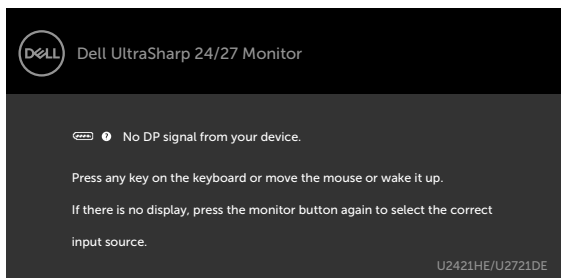 DELL
Dell UltraSharp 24/27 Monitor
No DP signal from your device.
Press any key on the keyboard or move the mouse or wake it up.
If there is no display, press the monitor button again to select the correct
input source.
U2421HE/U2721DE